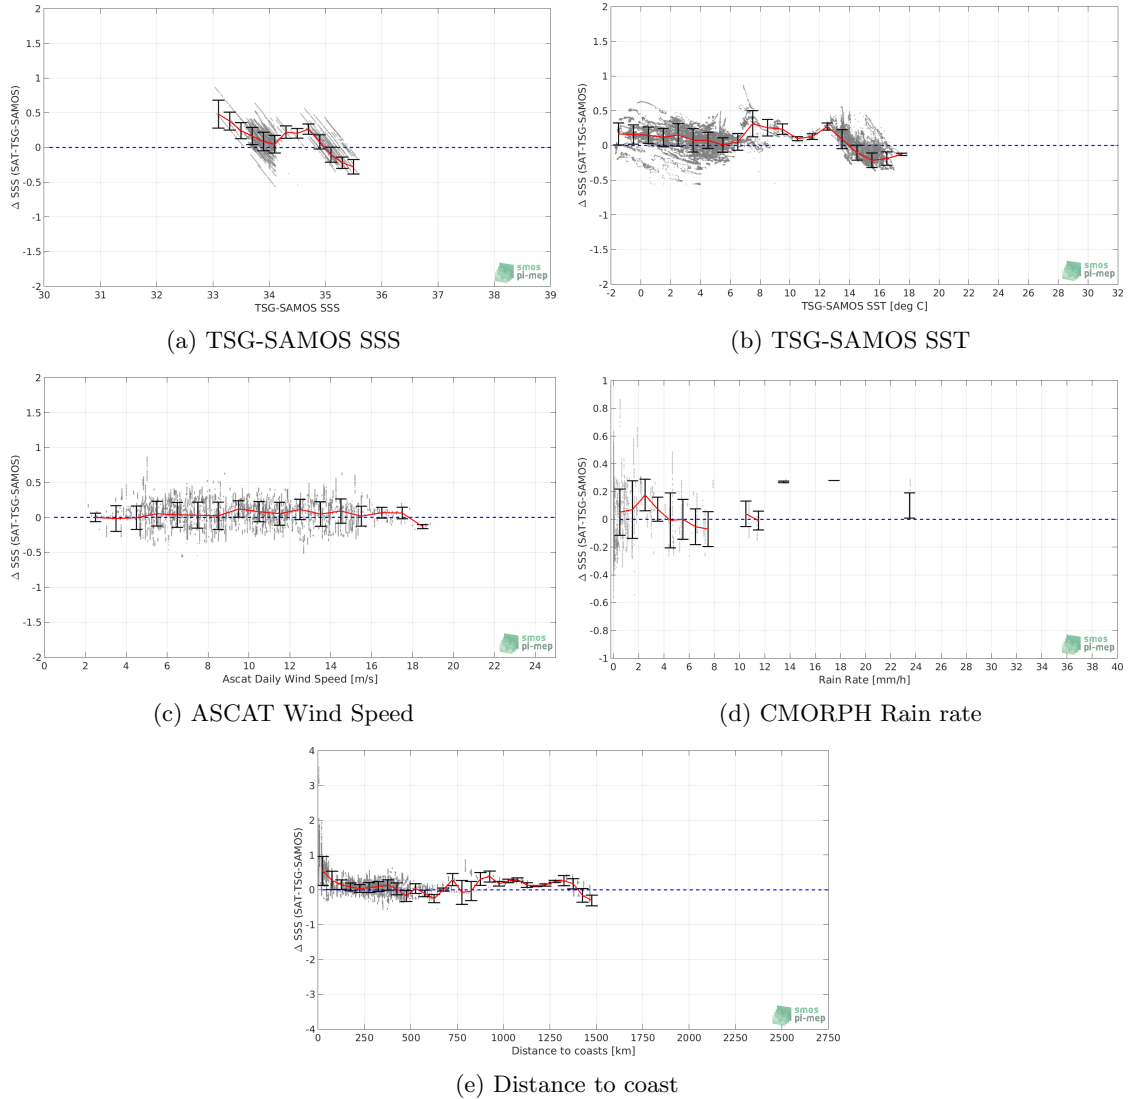 2
1.5
1
0.5
0
-0.5
-1
-1.5
-2
Δ SSS (SAT-TSG-SAMOS)
30 31 32 33 34 35 36 37 38 39
TSG-SAMOS SSS
smos
pi-mep
(a) TSG-SAMOS SSS
2
1.5
1
0.5
0
-0.5
-1
-1.5
-2
Δ SSS (SAT-TSG-SAMOS)
-2 0 2 4 6 8 10 12 14 16 18 20 22 24 26 28 30 32
TSG-SAMOS SST [deg C]
smos
pi-mep
(b) TSG-SAMOS SST
2
1.5
1
0.5
0
-0.5
-1
-1.5
-2
Δ SSS (SAT-TSG-SAMOS)
0 2 4 6 8 10 12 14 16 18 20 22 24
Ascat Daily Wind Speed [m/s]
smos
pi-mep
(c) ASCAT Wind Speed
1
0.8
0.6
0.4
0.2
0
-0.2
-0.4
-0.6
-0.8
-1
Δ SSS (SAT-TSG-SAMOS)
0 2 4 6 8 10 12 14 16 18 20 22 24 26 28 30 32 34 36 38 40
Rain Rate [mm/h]
smos
pi-mep
(d) CMORPH Rain rate
4
3
2
1
0
-1
-2
-3
-4
Δ SSS (SAT-TSG-SAMOS)
0 250 500 750 1000 1250 1500 1750 2000 2250 2500 2750
Distance to coasts [km]
smos
pi-mep
(e) Distance to coast